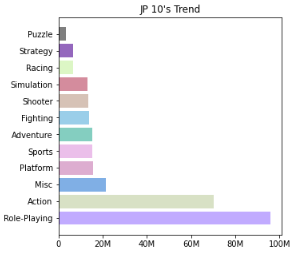 JP 10's Trend
Puzzle
Strategy
Racing
Simulation
Shooter
Fighting
Adventure
Sports
Platform
Misc
Action
Role-Playing
0 20M 40M 60M 80M 100M